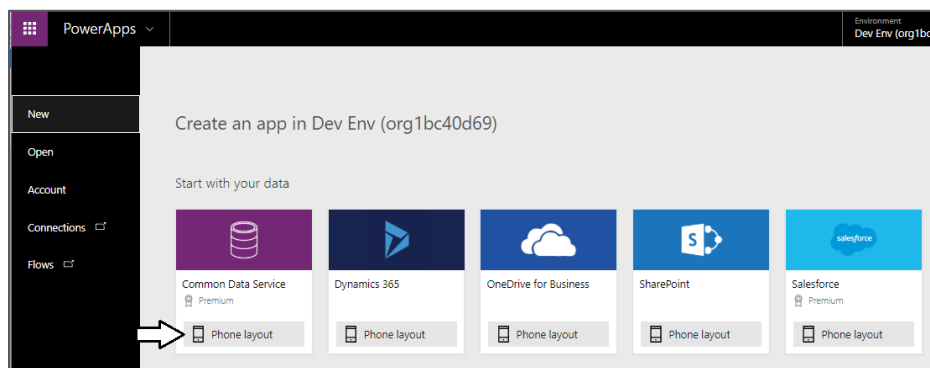 PowerApps
Environment
Dev Env (org1bc
New
Open
Account
Connections
Flows
Create an app in Dev Env (org1bc40d69)
Start with your data
S
salesforce
Common Data Service
Premium
Phone layout
Dynamics 365
Phone layout
OneDrive for Business
Phone layout
SharePoint
Phone layout
Salesforce
Premium
Phone layout